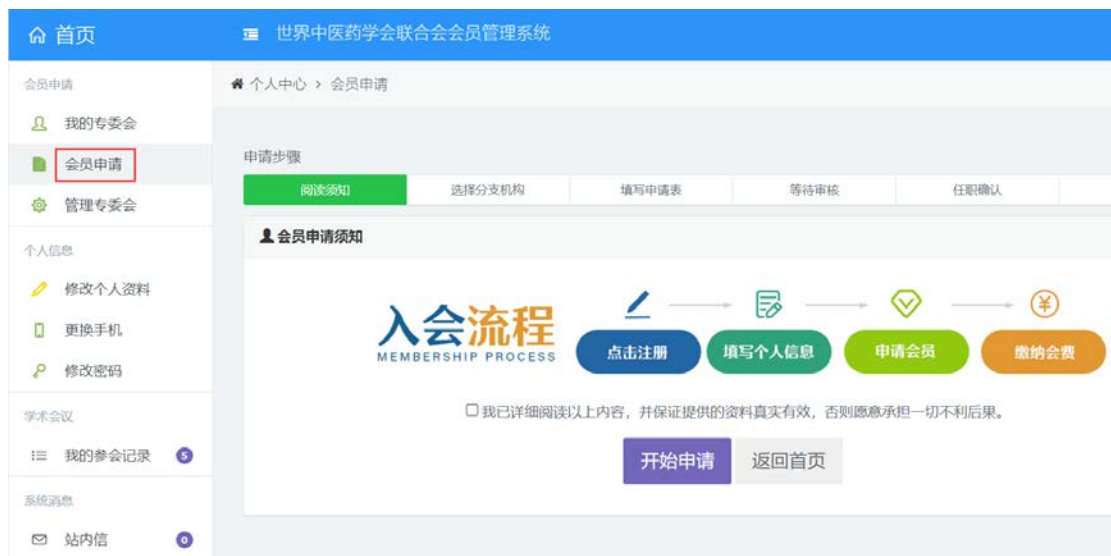 首页
世界中医药学会联合会会员管理系统
会员申请
我的专委会
会员申请
管理专委会
个人信息
修改个人资料
更换手机
修改密码
学术会议
我的参会记录 5
系统消息
站内信 0
个人中心 > 会员申请
申请步骤
阅读须知 选择分支机构 填写申请表 等待审核 任职确认
会员申请须知
入会流程
MEMBERSHIP PROCESS
点击注册 填写个人信息 申请会员 缴纳会费
我已详细阅读以上内容，并保证提供的资料真实有效，否则愿意承担一切不利后果。
开始申请 返回首页